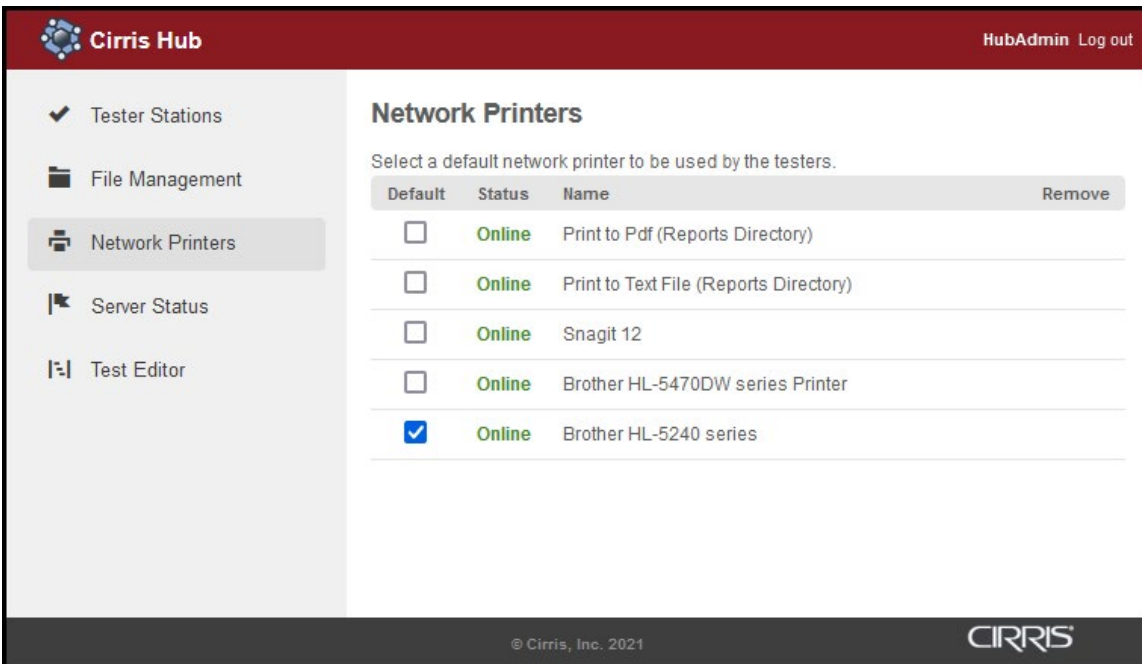 Cirris Hub
HubAdmin Log out
Tester Stations
File Management
Network Printers
Server Status
Test Editor
Network Printers
Select a default network printer to be used by the testers.
Default Status Name Remove
Online Print to Pdf (Reports Directory)
Online Print to Text File (Reports Directory)
Online Snagit 12
Online Brother HL-5470DW series Printer
Online Brother HL-5240 series
© Cirris, Inc. 2021
CIRRIS